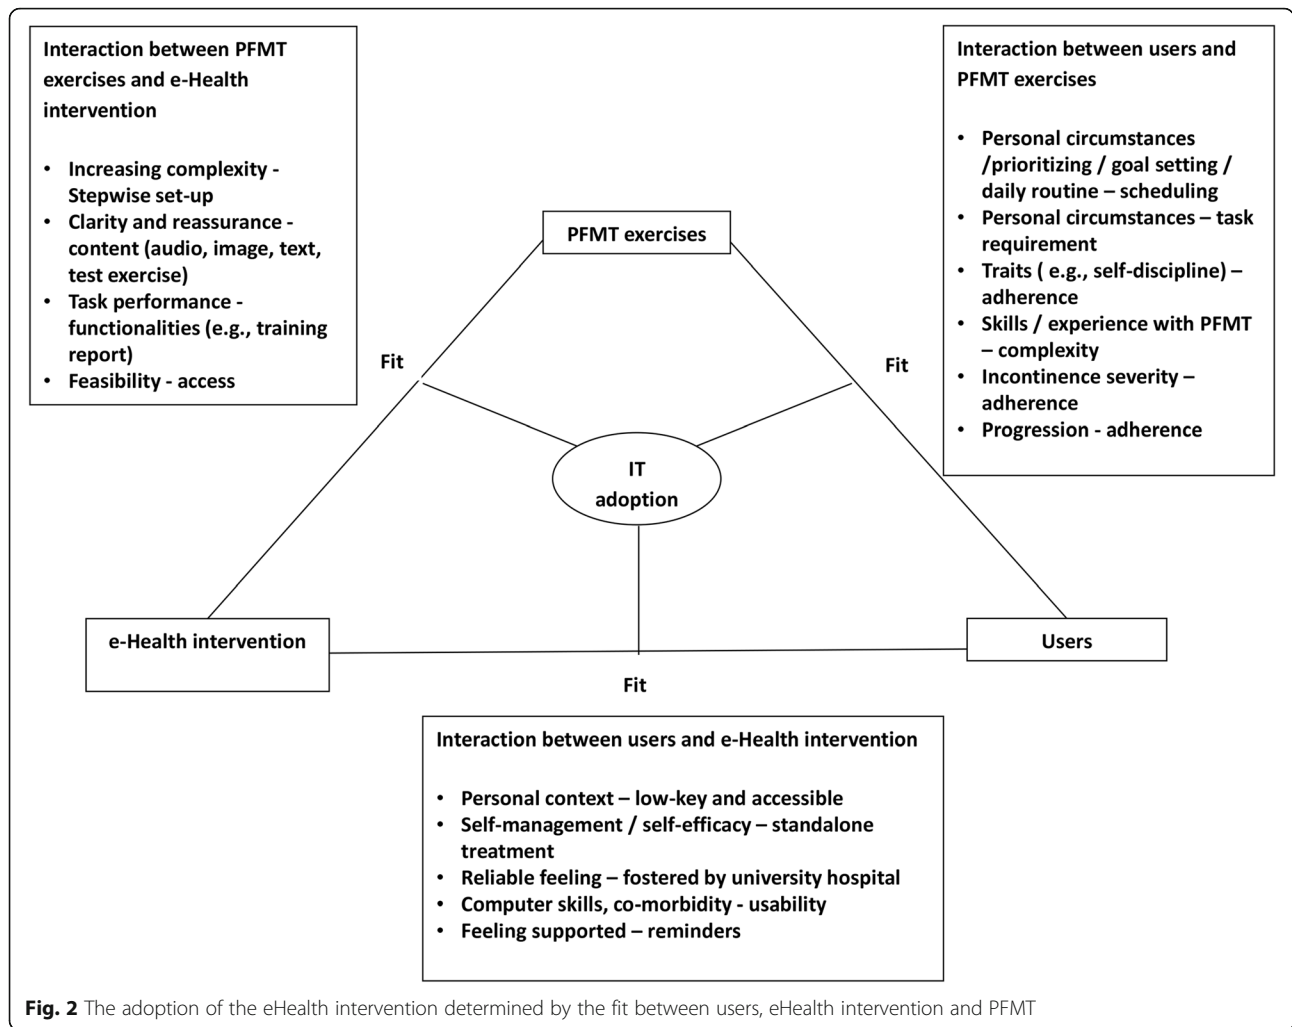 Interaction between PFMT
exercises and e-Health
intervention
• Increasing complexity -
Stepwise set-up
• Clarity and reassurance -
content (audio, image, text,
test exercise)
• Task performance -
functionalities (e.g., training
report)
• Feasibility - access
Interaction between users and
PFMT exercises
• Personal circumstances
/prioritizing / goal setting /
daily routine – scheduling
• Personal circumstances – task
requirement
• Traits ( e.g., self-discipline) –
adherence
• Skills / experience with PFMT
– complexity
• Incontinence severity –
adherence
• Progression - adherence
PFMT exercises
Fit
Fit
IT
adoption
e-Health intervention
Users
Fit
Interaction between users and e-Health intervention
• Personal context – low-key and accessible
• Self-management / self-efficacy – standalone
treatment
• Reliable feeling – fostered by university hospital
• Computer skills, co-morbidity - usability
• Feeling supported – reminders
Fig. 2 The adoption of the eHealth intervention determined by the fit between users, eHealth intervention and PFMT